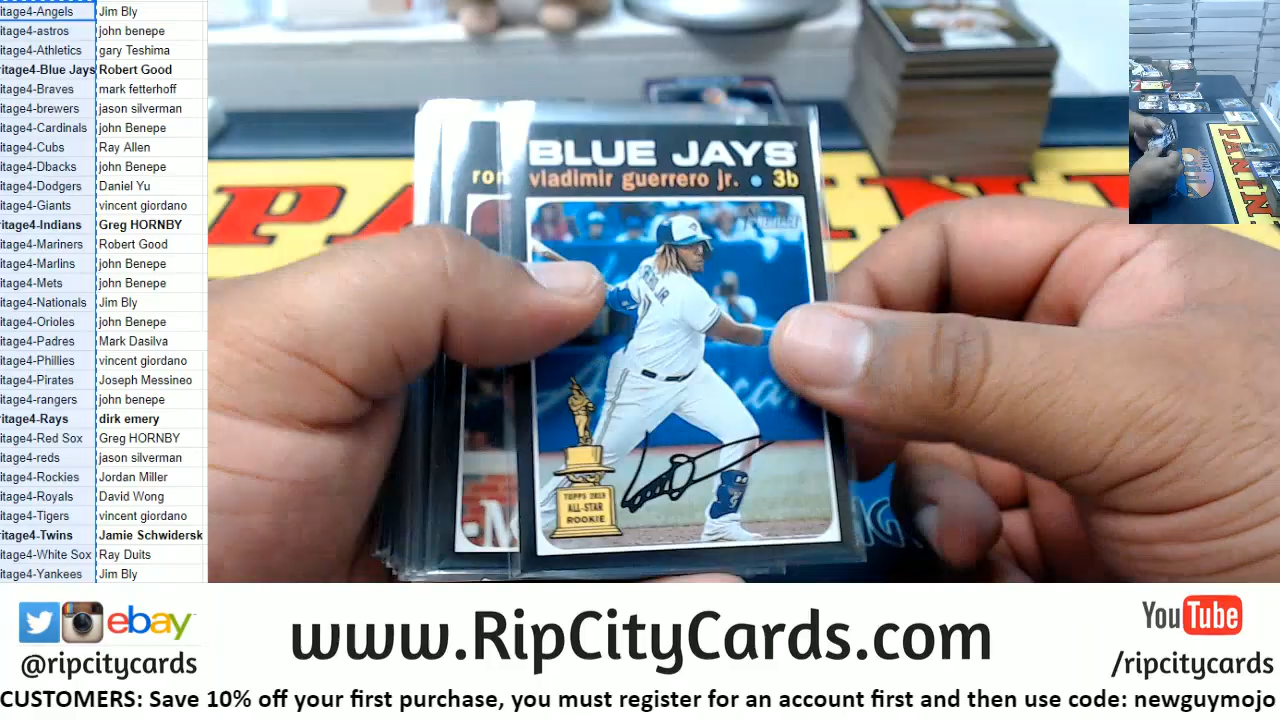 itage4-Angels Jim Bly
itage4-astros john benepe
itage4-Athletics gary Teshima
ritage4-Blue Jays Robert Good
itage4-Braves mark fetterhoff
itage4-brewers jason silverman
itage4-Cardinals john Benepe
itage4-Cubs Ray Allen
itage4-Dbacks john Benepe
itage4-Dodgers Daniel Yu
itage4-Giants vincent giordano
ritage4-Indians Greg HORNBY
itage4-Mariners Robert Good
itage4-Marlins john Benepe
itage4-Mets john Benepe
itage4-Nationals Jim Bly
itage4-Orioles john Benepe
itage4-Padres Mark Dasilva
itage4-Phillies vincent giordano
itage4-Pirates Joseph Messineo
itage4-rangers john benepe
ritage4-Rays dirk emery
itage4-Red Sox Greg HORNBY
itage4-reds jason silverman
itage4-Rockies Jordan Miller
itage4-Royals David Wong
itage4-Tigers vincent giordano
ritage4-Twins Jamie Schwidersk
itage4-White Sox Ray Duits
itage4-Yankees Jim Bly
BLUE JAYS
ron
vladimir guerrero jr. • 3b
HERITAGE
TOPPS 2019
ALL-STAR
ROOKIE
PANINI
ebay
@ripcitycards
www.RipCityCards.com
YouTube
/ripcitycards
CUSTOMERS: Save 10% off your first purchase, you must register for an account first and then use code: newguymojo